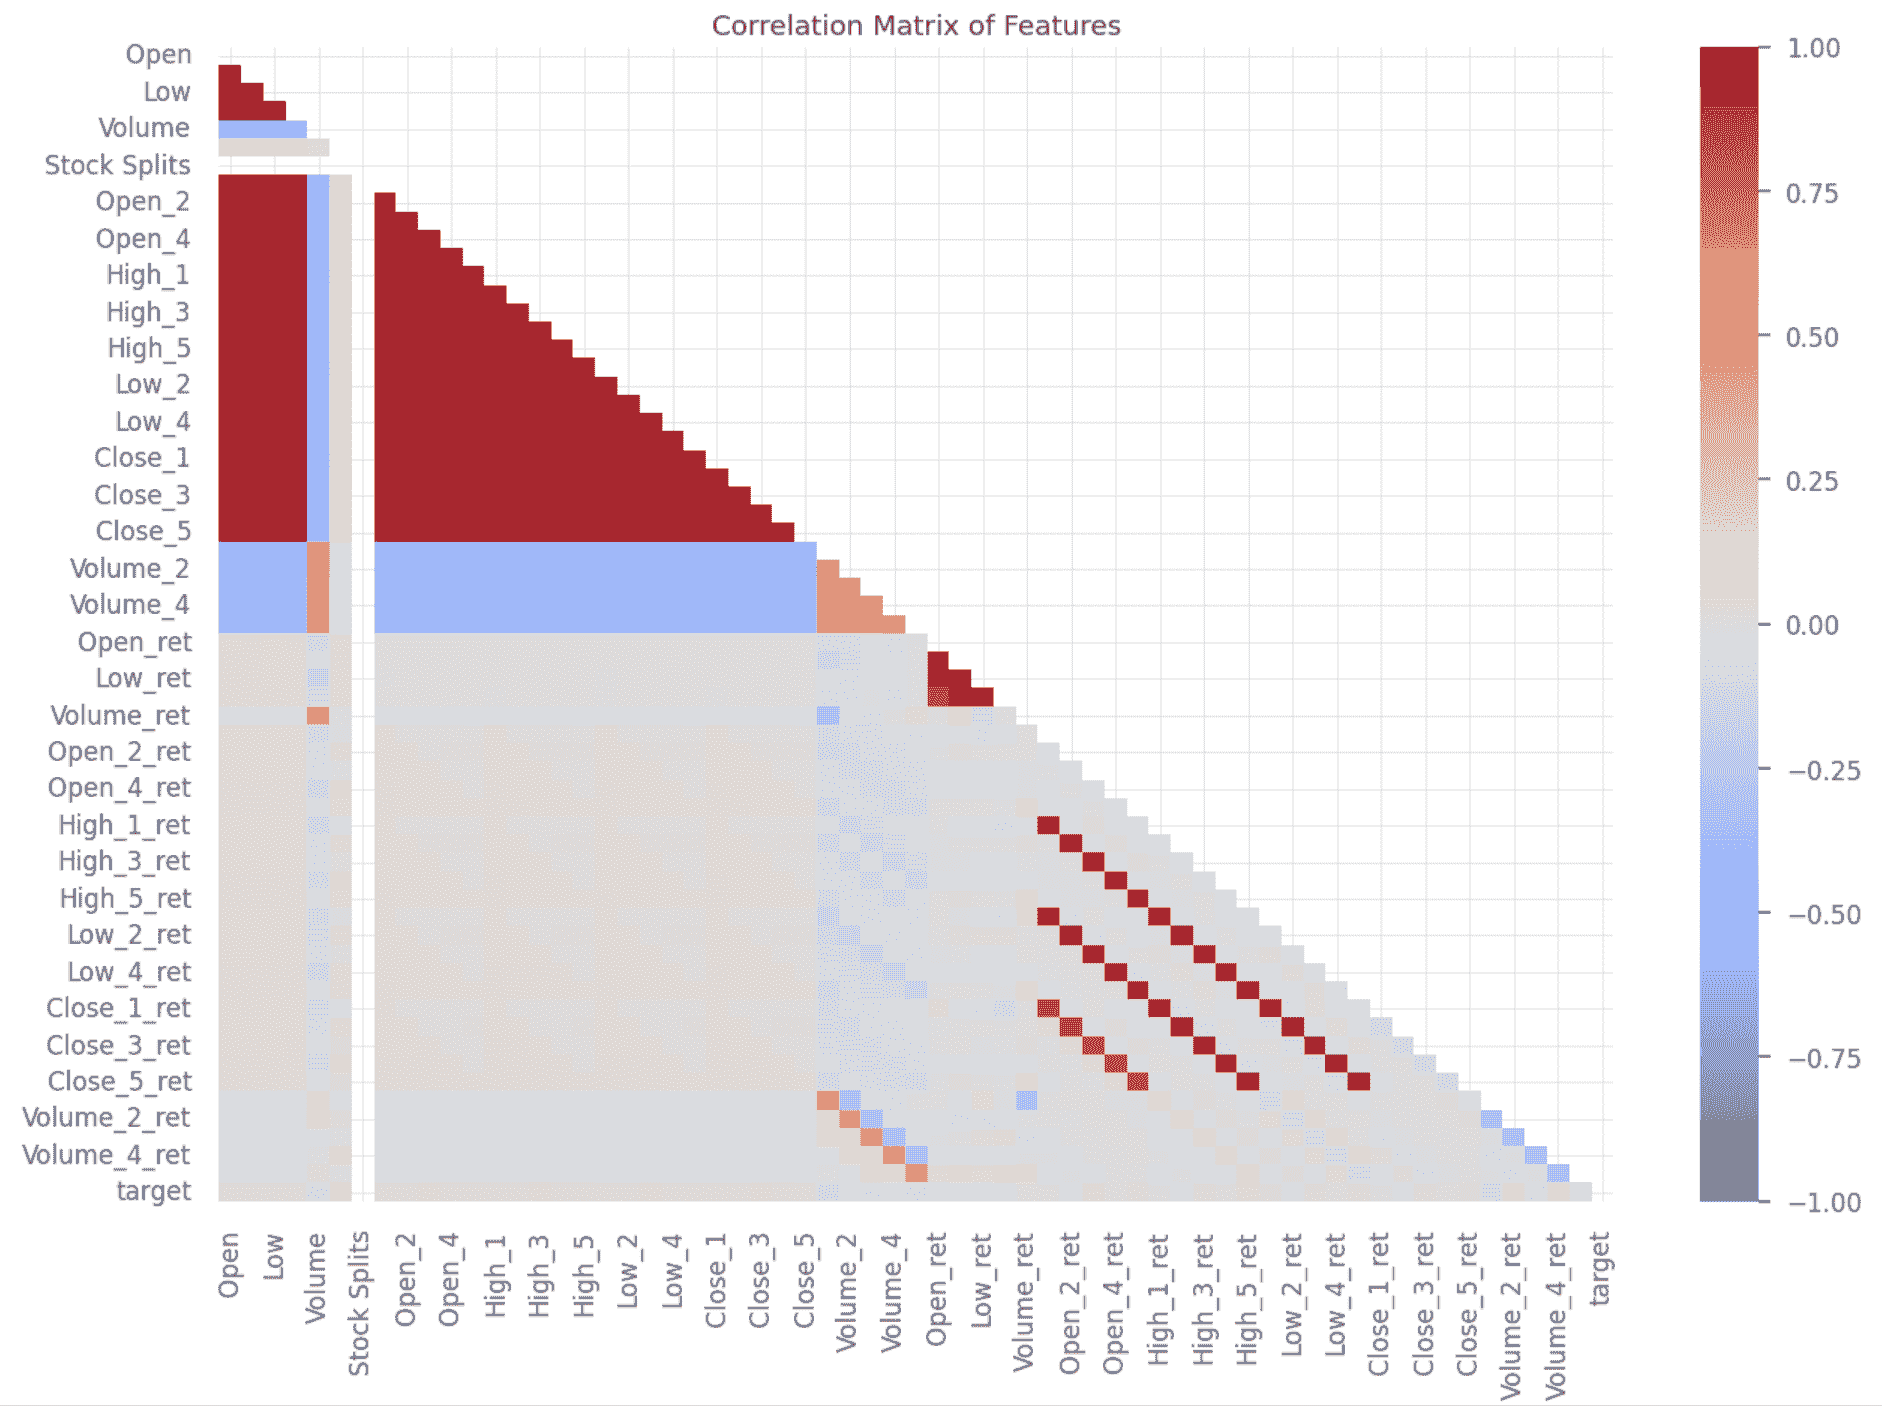 Correlation Matrix of Features
Open
Low
Volume
Stock Splits
Open_2
Open_4
High_1
High_3
High_5
Low_2
Low_4
Close_1
Close_3
Close_5
Volume_2
Volume_4
Open_ret
Low_ret
Volume_ret
Open_2_ret
Open_4_ret
High_1_ret
High_3_ret
High_5_ret
Low_2_ret
Low_4_ret
Close_1_ret
Close_3_ret
Close_5_ret
Volume_2_ret
Volume_4_ret
target
Open
Low
Volume
Stock Splits
Open_2
Open_4
High_1
High_3
High_5
Low_2
Low_4
Close_1
Close_3
Close_5
Volume_2
Volume_4
Open_ret
Low_ret
Volume_ret
Open_2_ret
Open_4_ret
High_1_ret
High_3_ret
High_5_ret
Low_2_ret
Low_4_ret
Close_1_ret
Close_3_ret
Close_5_ret
Volume_2_ret
Volume_4_ret
target
1.00
0.75
0.50
0.25
0.00
−0.25
−0.50
−0.75
−1.00